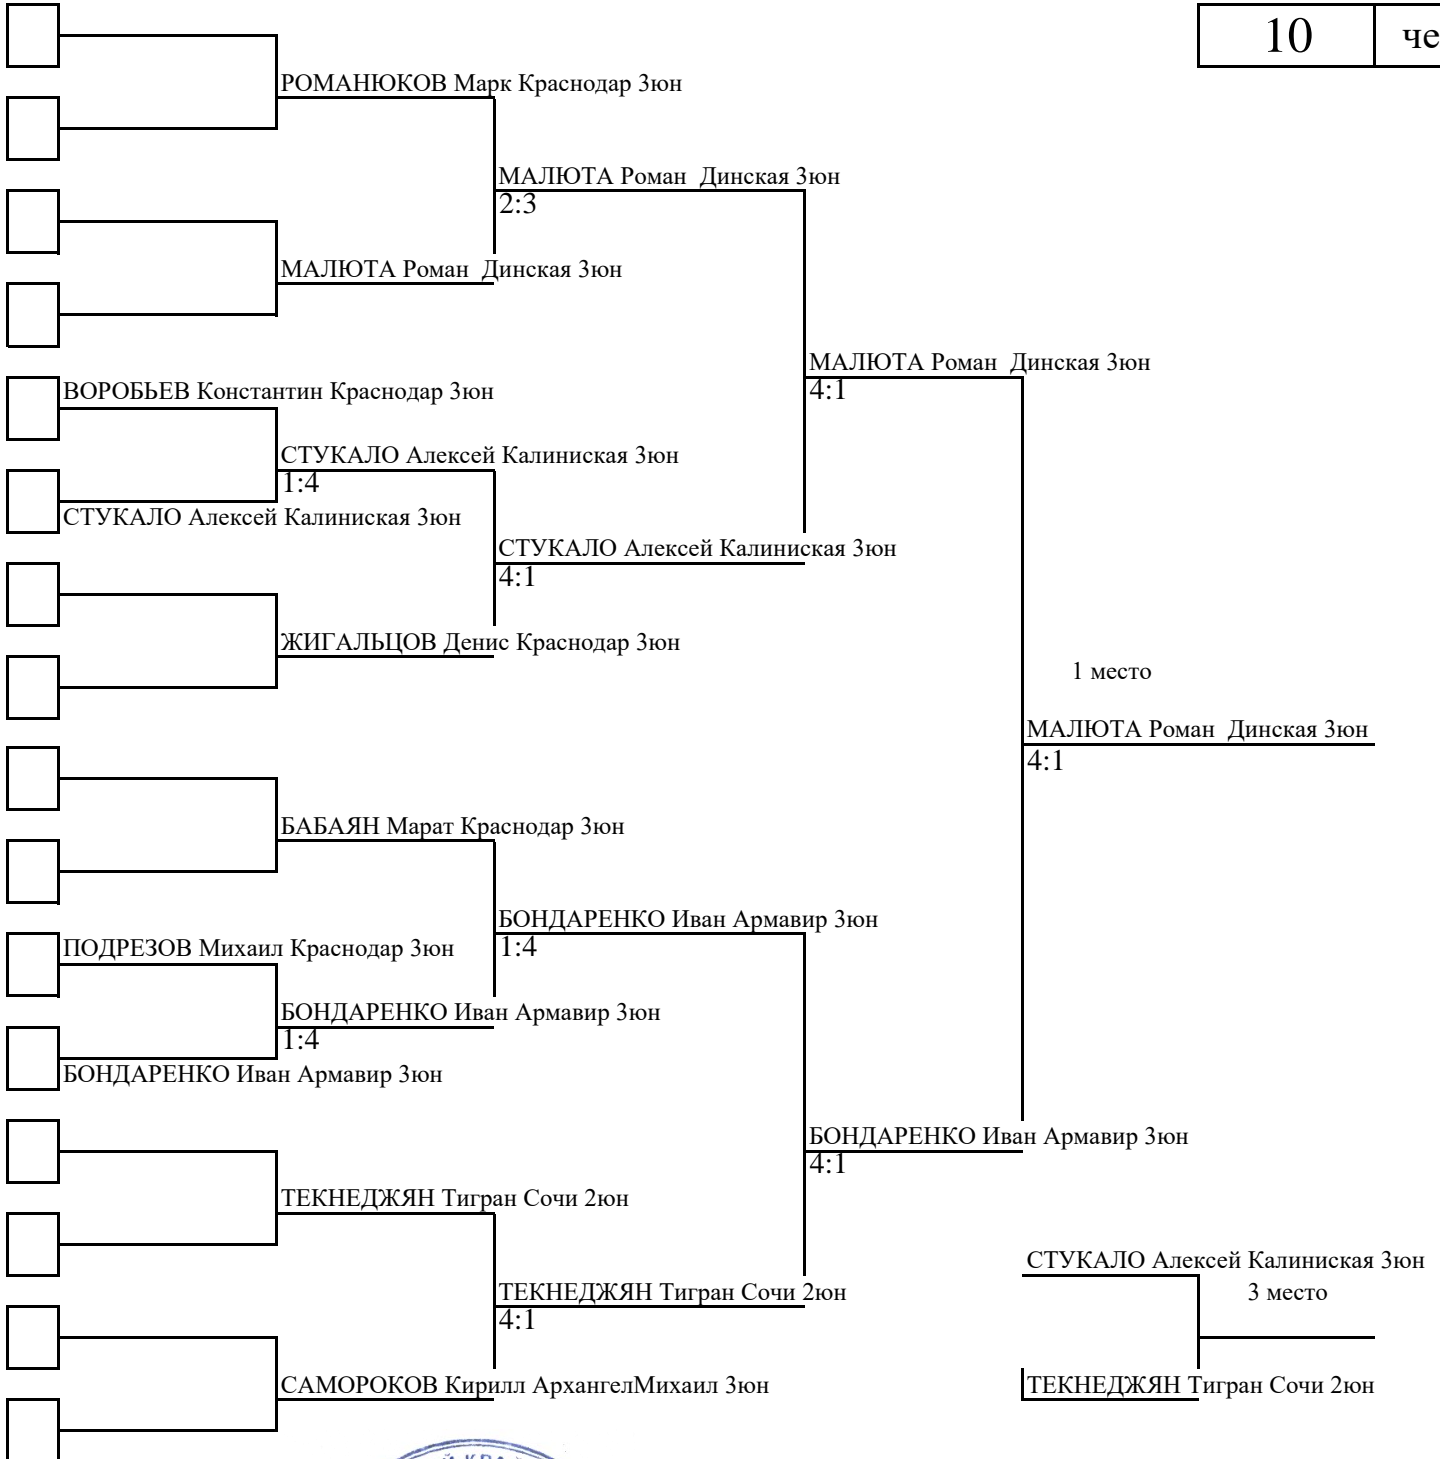 10 че
РОМАНЮКОВ Марк Краснодар 3юн
МАЛЮТА Роман  Динская 3юн
2:3
МАЛЮТА Роман  Динская 3юн
МАЛЮТА Роман  Динская 3юн
4:1
ВОРОБЬЕВ Константин Краснодар 3юн
СТУКАЛО Алексей Калиниская 3юн
1:4
СТУКАЛО Алексей Калиниская 3юн
СТУКАЛО Алексей Калиниская 3юн
4:1
ЖИГАЛЬЦОВ Денис Краснодар 3юн
1 место
МАЛЮТА Роман  Динская 3юн
4:1
БАБАЯН Марат Краснодар 3юн
БОНДАРЕНКО Иван Армавир 3юн
1:4
ПОДРЕЗОВ Михаил Краснодар 3юн
БОНДАРЕНКО Иван Армавир 3юн
1:4
БОНДАРЕНКО Иван Армавир 3юн
БОНДАРЕНКО Иван Армавир 3юн
4:1
ТЕКНЕДЖЯН Тигран Сочи 2юн
СТУКАЛО Алексей Калиниская 3юн
3 место
ТЕКНЕДЖЯН Тигран Сочи 2юн
4:1
САМОРОКОВ Кирилл АрхангелМихаил 3юн
ТЕКНЕДЖЯН Тигран Сочи 2юн